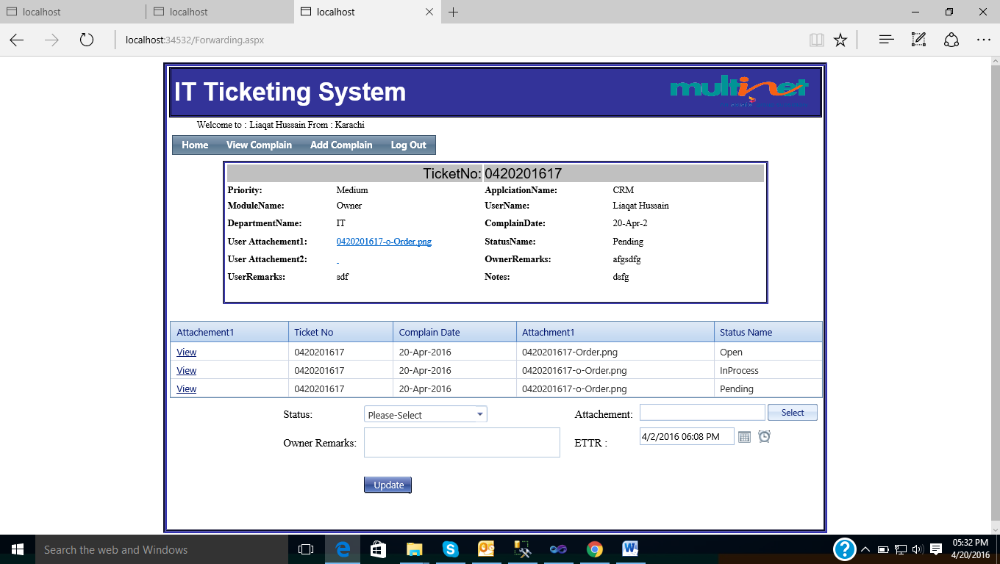 localhost
localhost
localhost
localhost:34532/Forwarding.aspx
IT Ticketing System
multinet
Welcome to : Liaqat Hussain From : Karachi
Home View Complain Add Complain Log Out
TicketNo: 0420201617
Priority: Medium ApplciationName: CRM
ModuleName: Owner UserName: Liaqat Hussain
DepartmentName: IT ComplainDate: 20-Apr-2
User Attachement1: 0420201617-o-Order.png StatusName: Pending
User Attachement2: OwnerRemarks: afgsdfg
UserRemarks: sdf Notes: dsfg
Attachement1 Ticket No Complain Date Attachment1 Status Name
View 0420201617 20-Apr-2016 0420201617-Order.png Open
View 0420201617 20-Apr-2016 0420201617-o-Order.png InProcess
View 0420201617 20-Apr-2016 0420201617-o-Order.png Pending
Status: Please-Select Attachement: Select
Owner Remarks: ETTR : 4/2/2016 06:08 PM
Update
Search the web and Windows
05:32 PM
4/20/2016